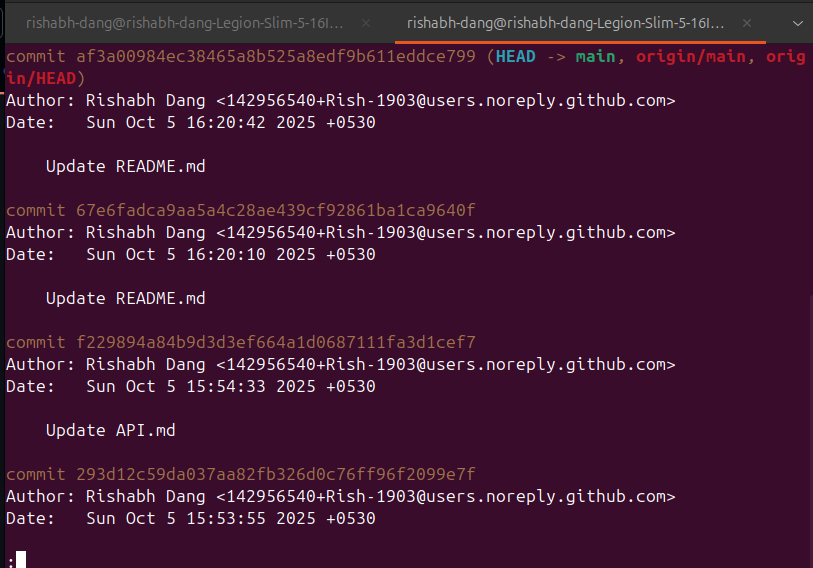 rishabh-dang@rishabh-dang-Legion-Slim-5-16I... × rishabh-dang@rishabh-dang-Legion-Slim-5-16I... ×
commit af3a00984ec38465a8b525a8edf9b611eddce799 (HEAD -> main, origin/main, orig
in/HEAD)
Author: Rishabh Dang <142956540+Rish-1903@users.noreply.github.com>
Date:   Sun Oct 5 16:20:42 2025 +0530
    Update README.md
commit 67e6fadca9aa5a4c28ae439cf92861ba1ca9640f
Author: Rishabh Dang <142956540+Rish-1903@users.noreply.github.com>
Date:   Sun Oct 5 16:20:10 2025 +0530
    Update README.md
commit f229894a84b9d3d3ef664a1d0687111fa3d1cef7
Author: Rishabh Dang <142956540+Rish-1903@users.noreply.github.com>
Date:   Sun Oct 5 15:54:33 2025 +0530
    Update API.md
commit 293d12c59da037aa82fb326d0c76ff96f2099e7f
Author: Rishabh Dang <142956540+Rish-1903@users.noreply.github.com>
Date:   Sun Oct 5 15:53:55 2025 +0530
: